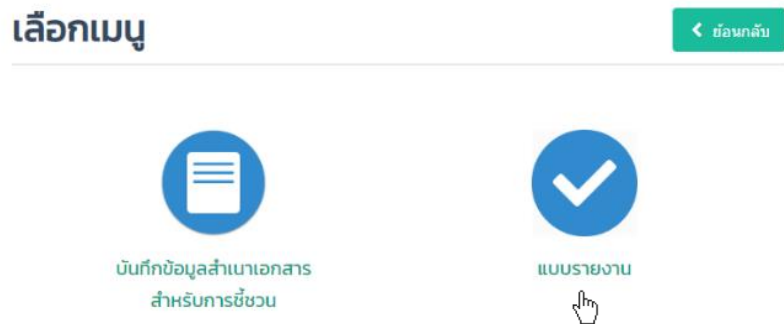 เลือกเมนู
ย้อนกลับ
บันทึกข้อมูลสำเนาเอกสาร
สำหรับการชี้ชวน
แบบรายงาน